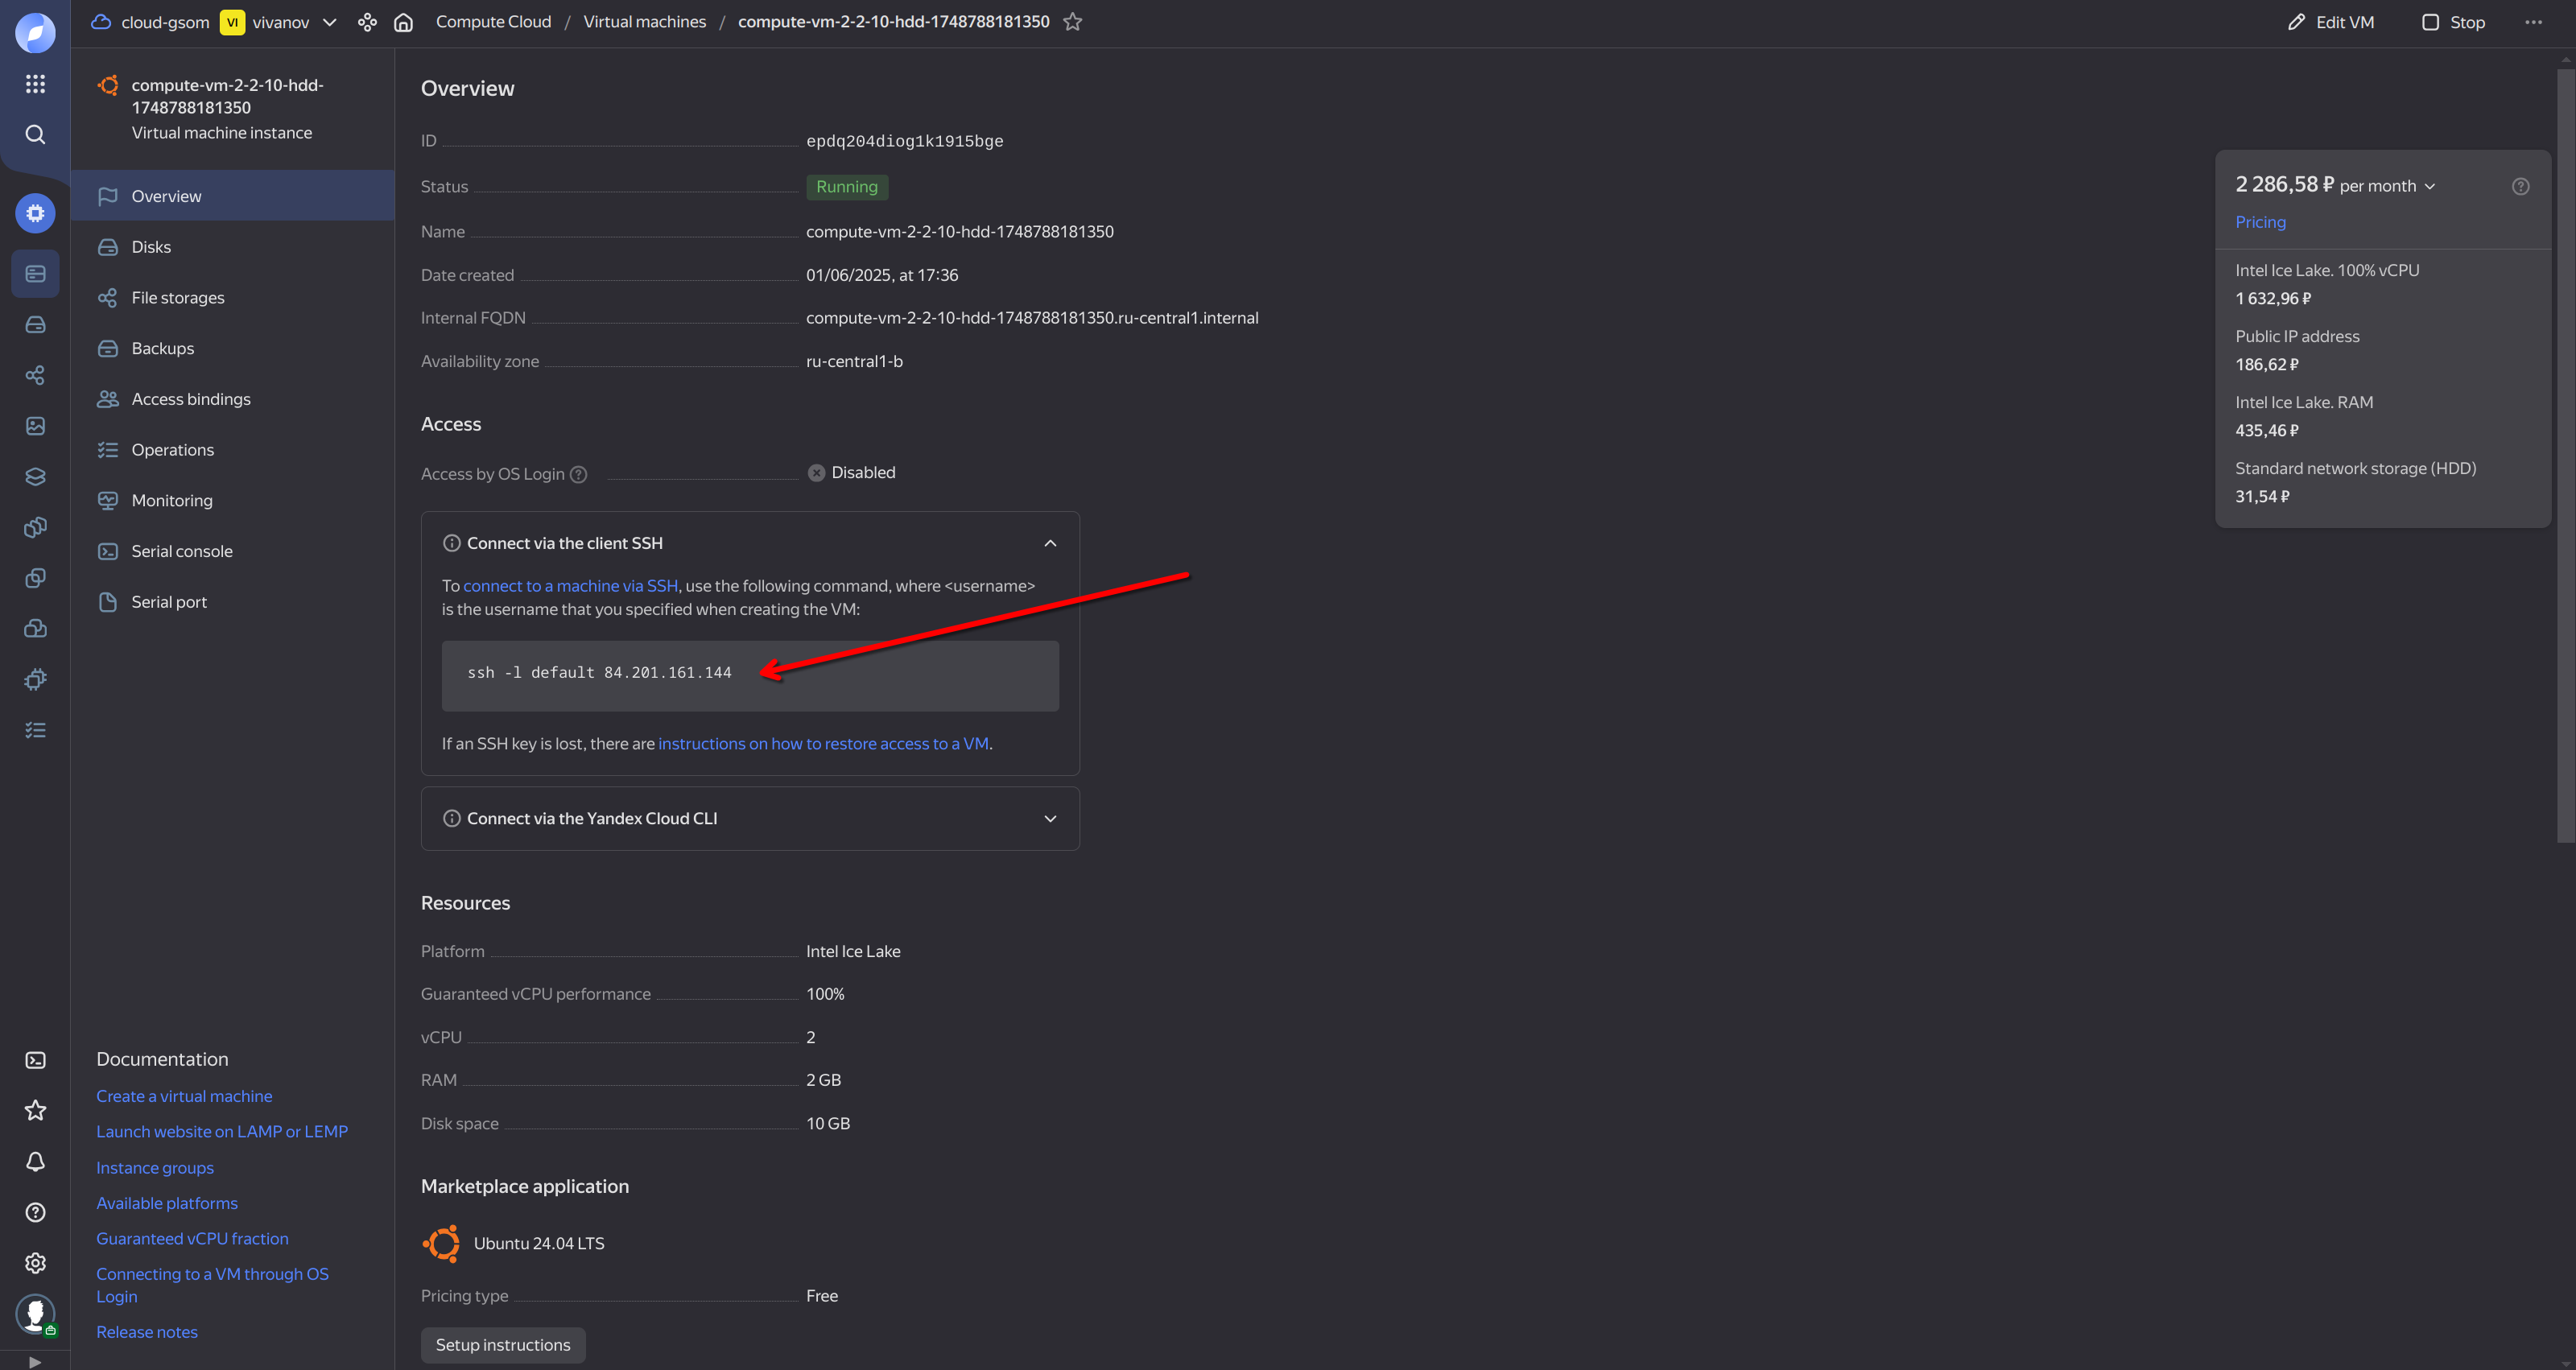 cloud-gsom VI vivanov Compute Cloud / Virtual machines / compute-vm-2-2-10-hdd-1748788181350 Edit VM Stop
compute-vm-2-2-10-hdd-
1748788181350
Virtual machine instance
Overview
Disks
File storages
Backups
Access bindings
Operations
Monitoring
Serial console
Serial port
Documentation
Create a virtual machine
Launch website on LAMP or LEMP
Instance groups
Available platforms
Guaranteed vCPU fraction
Connecting to a VM through OS
Login
Release notes
Overview
ID epdq204diog1k1915bge
Status Running
Name compute-vm-2-2-10-hdd-1748788181350
Date created 01/06/2025, at 17:36
Internal FQDN compute-vm-2-2-10-hdd-1748788181350.ru-central1.internal
Availability zone ru-central1-b
Access
Access by OS Login Disabled
Connect via the client SSH
To connect to a machine via SSH, use the following command, where <username>
is the username that you specified when creating the VM:
ssh -l default 84.201.161.144
If an SSH key is lost, there are instructions on how to restore access to a VM.
Connect via the Yandex Cloud CLI
Resources
Platform Intel Ice Lake
Guaranteed vCPU performance 100%
vCPU 2
RAM 2 GB
Disk space 10 GB
Marketplace application
Ubuntu 24.04 LTS
Pricing type Free
Setup instructions
2 286,58 ₽ per month
Pricing
Intel Ice Lake. 100% vCPU
1 632,96 ₽
Public IP address
186,62 ₽
Intel Ice Lake. RAM
435,46 ₽
Standard network storage (HDD)
31,54 ₽